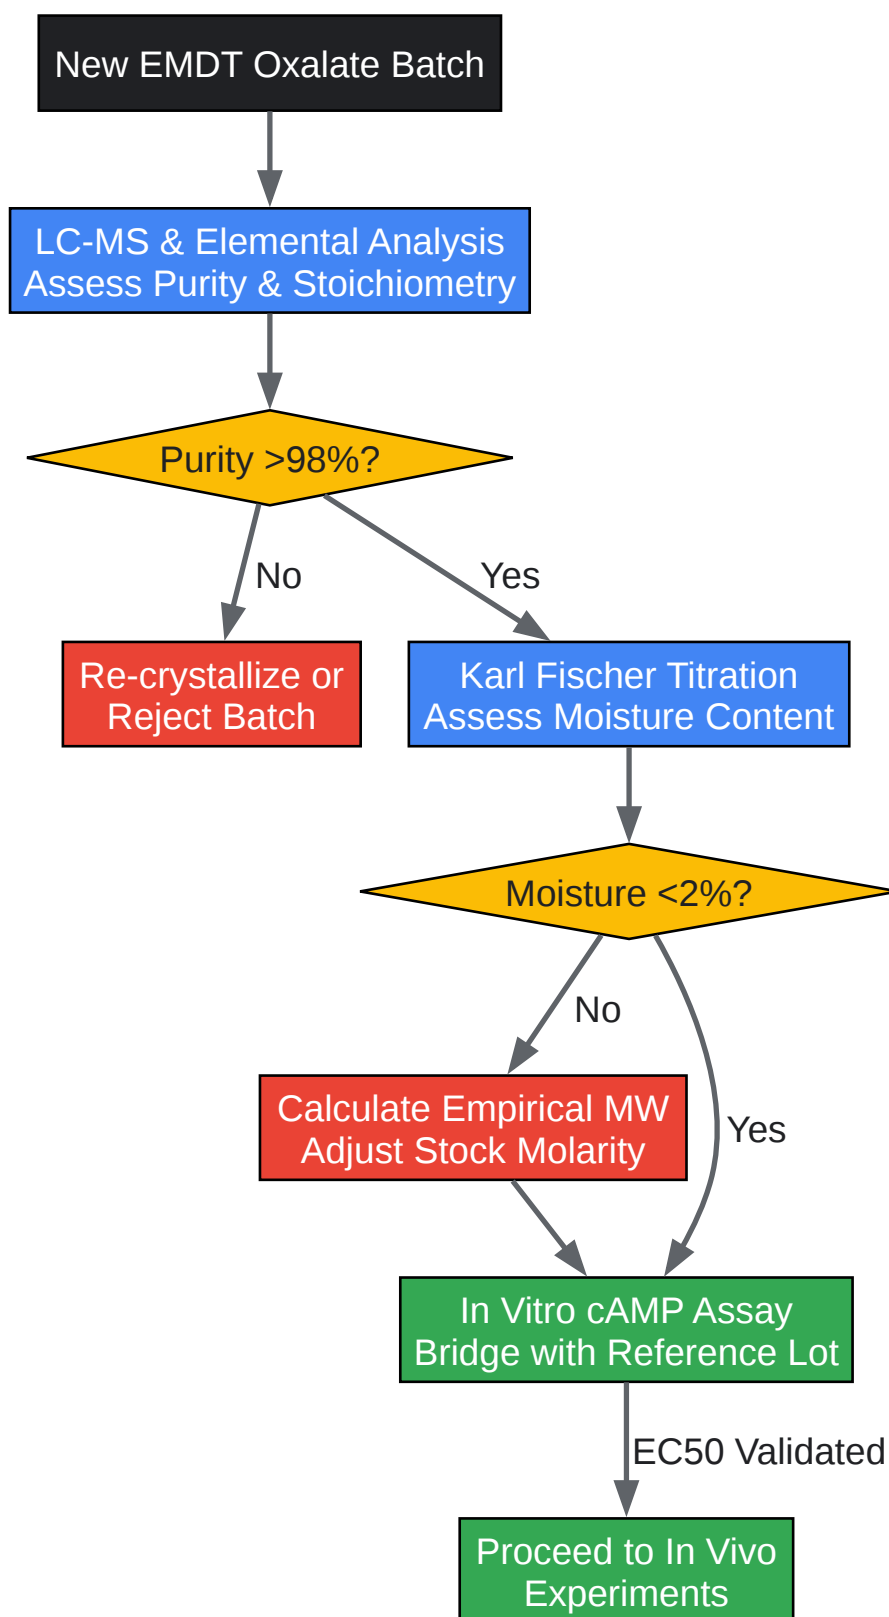 New EMDT Oxalate Batch
LC-MS & Elemental Analysis
Assess Purity & Stoichiometry
Purity >98%?
No
Yes
Re-crystallize or
Reject Batch
Karl Fischer Titration
Assess Moisture Content
Moisture <2%?
No
Calculate Empirical MW
Adjust Stock Molarity
Yes
In Vitro cAMP Assay
Bridge with Reference Lot
EC50 Validated
Proceed to In Vivo
Experiments